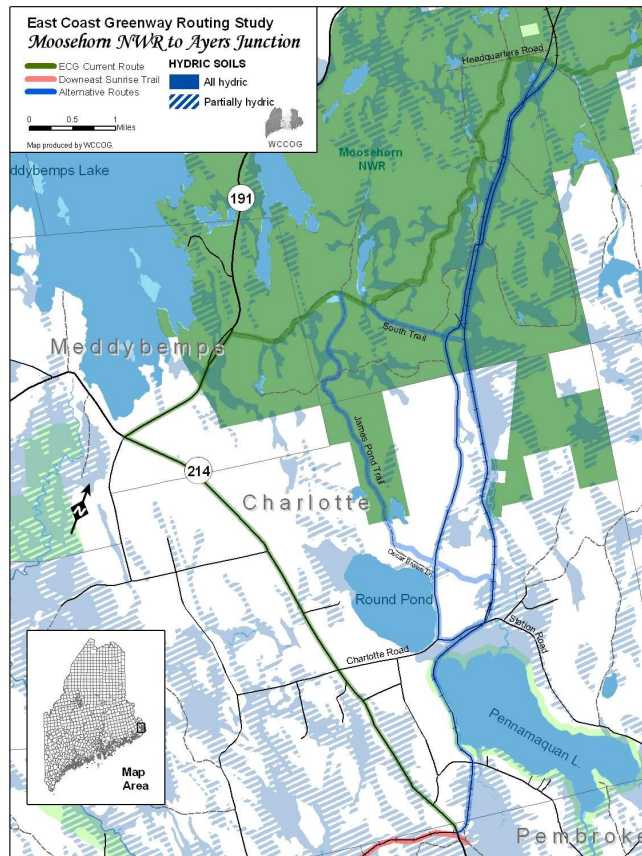 East Coast Greenway Routing Study
Moosehorn NWR to Ayers Junction
ECG Current Route
Downeast Sunrise Trail
Alternative Routes
HYDRIC SOILS
All hydric
Partially hydric
1 0.5 0 1
Miles
Map produced by WCCOG.
WCCOG
Headquarters Road
Moosehorn
NWR
ddybemps Lake
191
South Trail
Meddybemps
James Pond Trail
214
N
Charlotte
Round Pond
Station Road
Charlotte Road
Pennamaquan L.
Map
Area
Pembroke